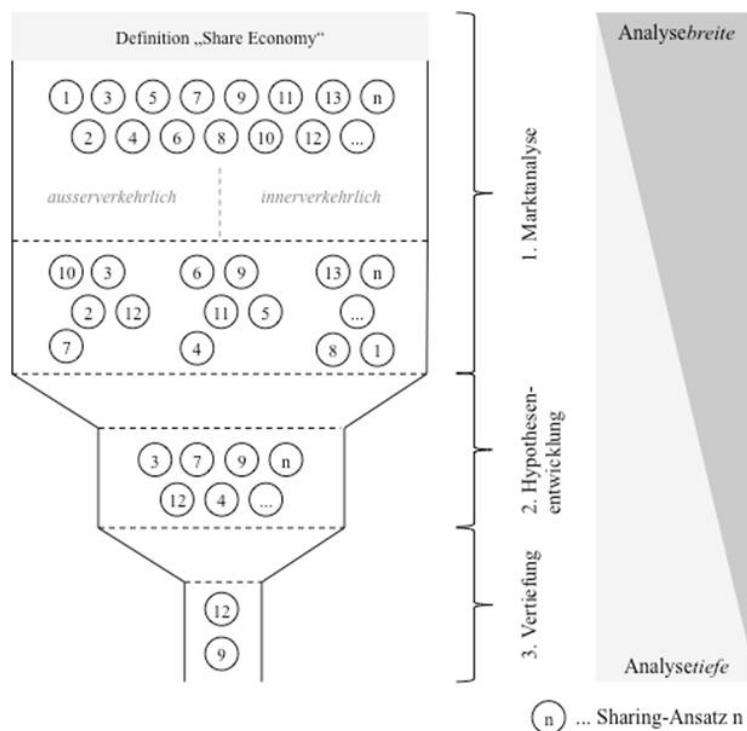 Definition „Share Economy“
1 3 5 7 9 11 13 n
2 4 6 8 10 12 ...
ausserverkehrlich innerverkehrlich
10 3 6 9 13 n
2 12 11 5 ...
7 4 8 1
3 7 9 n
12 4 ...
12
9
1. Marktanalyse
2. Hypothesen-
entwicklung
3. Vertiefung
Analysebreite
Analysetiefe
n ... Sharing-Ansatz n